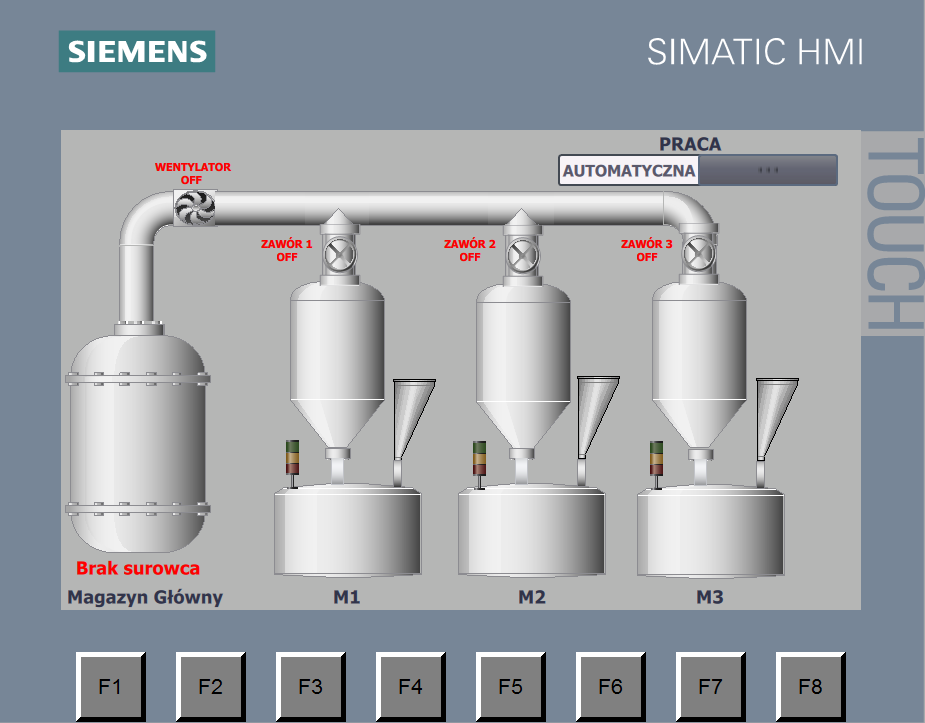 SIEMENS
SIMATIC HMI
TOUCH
PRACA
AUTOMATYCZNA
WENTYLATOR
OFF
ZAWÓR 1
OFF
ZAWÓR 2
OFF
ZAWÓR 3
OFF
Brak surowca
Magazyn Główny
M1
M2
M3
F1
F2
F3
F4
F5
F6
F7
F8